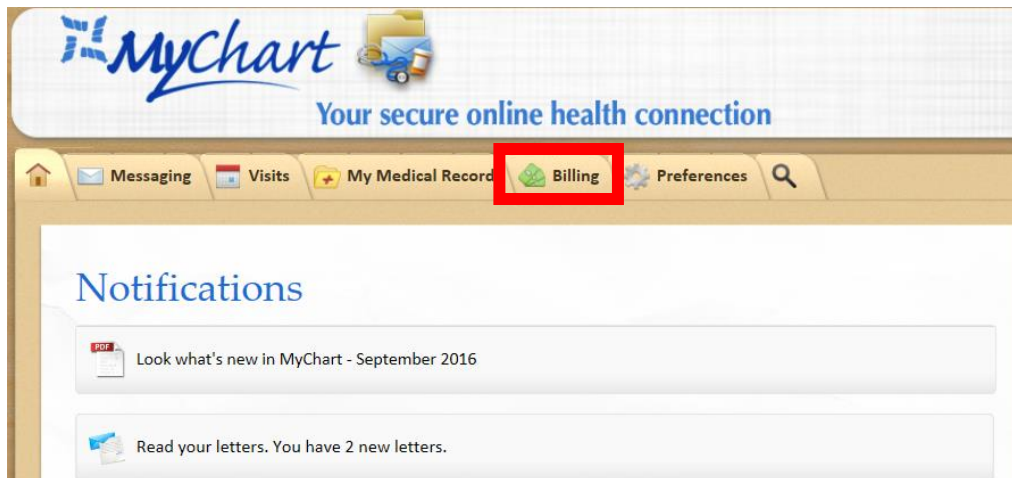 MyChart
Your secure online health connection
Messaging Visits My Medical Record Billing Preferences
Notifications
PDF Look what's new in MyChart - September 2016
Read your letters. You have 2 new letters.